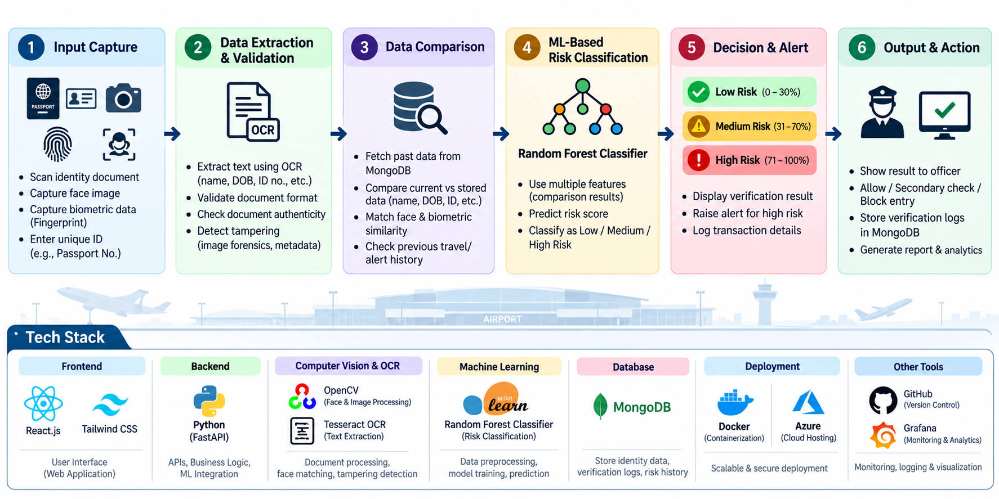 1 Input Capture
PASSPORT
• Scan identity document
• Capture face image
• Capture biometric data
(Fingerprint)
• Enter unique ID
(e.g., Passport No.)
2 Data Extraction
& Validation
OCR
• Extract text using OCR
(name, DOB, ID no., etc.)
• Validate document format
• Check document authenticity
• Detect tampering
(image forensics, metadata)
3 Data Comparison
• Fetch past data from
MongoDB
• Compare current vs stored
data (name, DOB, ID, etc.)
• Match face & biometric
similarity
• Check previous travel/
alert history
4 ML-Based
Risk Classification
Random Forest Classifier
• Use multiple features
(comparison results)
• Predict risk score
• Classify as Low / Medium /
High Risk
5 Decision & Alert
Low Risk (0 – 30%)
Medium Risk (31 – 70%)
High Risk (71 – 100%)
• Display verification result
• Raise alert for high risk
• Log transaction details
6 Output & Action
• Show result to officer
• Allow / Secondary check /
Block entry
• Store verification logs
in MongoDB
• Generate report & analytics
AIRPORT
Tech Stack
Frontend
React.js
Tailwind CSS
User Interface
(Web Application)
Backend
Python
(FastAPI)
APIs, Business Logic,
ML Integration
Computer Vision & OCR
OpenCV
(Face & Image Processing)
Tesseract OCR
(Text Extraction)
Document processing,
face matching, tampering detection
Machine Learning
scikit
learn
Random Forest Classifier
(Risk Classification)
Data preprocessing,
model training, prediction
Database
MongoDB
Store identity data,
verification logs, risk history
Deployment
Docker
(Containerization)
Azure
(Cloud Hosting)
Scalable & secure deployment
Other Tools
GitHub
(Version Control)
Grafana
(Monitoring & Analytics)
Monitoring, logging & visualization